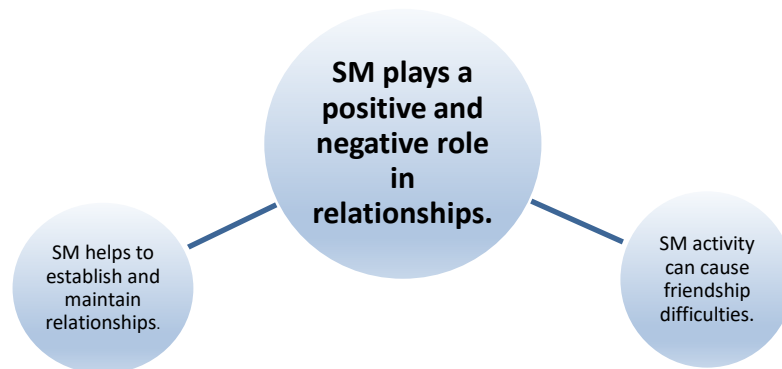 SM plays a
positive and
negative role
in
relationships.
SM helps to
establish and
maintain
relationships.
SM activity
can cause
friendship
difficulties.